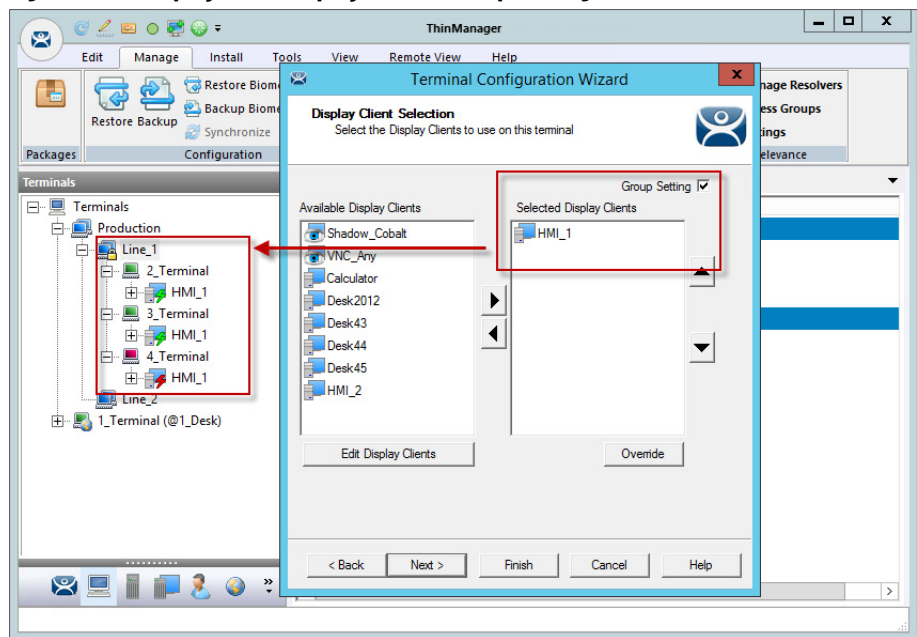 ThinManager
Edit Manage Install Tools View Remote View Help
Restore Backup
Restore Biome
Backup Biome
Synchronize
Packages
Configuration
nage Resolvers
ess Groups
tings
elevance
Terminals
Terminals
Production
Line_1
2_Terminal
HMI_1
3_Terminal
HMI_1
4_Terminal
HMI_1
Line_2
1_Terminal (@1_Desk)
Terminal Configuration Wizard
X
Display Client Selection
Select the Display Clients to use on this terminal
Group Setting
Available Display Clients
Shadow_Cobalt
VNC_Any
Calculator
Desk2012
Desk43
Desk44
Desk45
HMI_2
Selected Display Clients
HMI_1
Edit Display Clients
Override
< Back Next > Finish Cancel Help